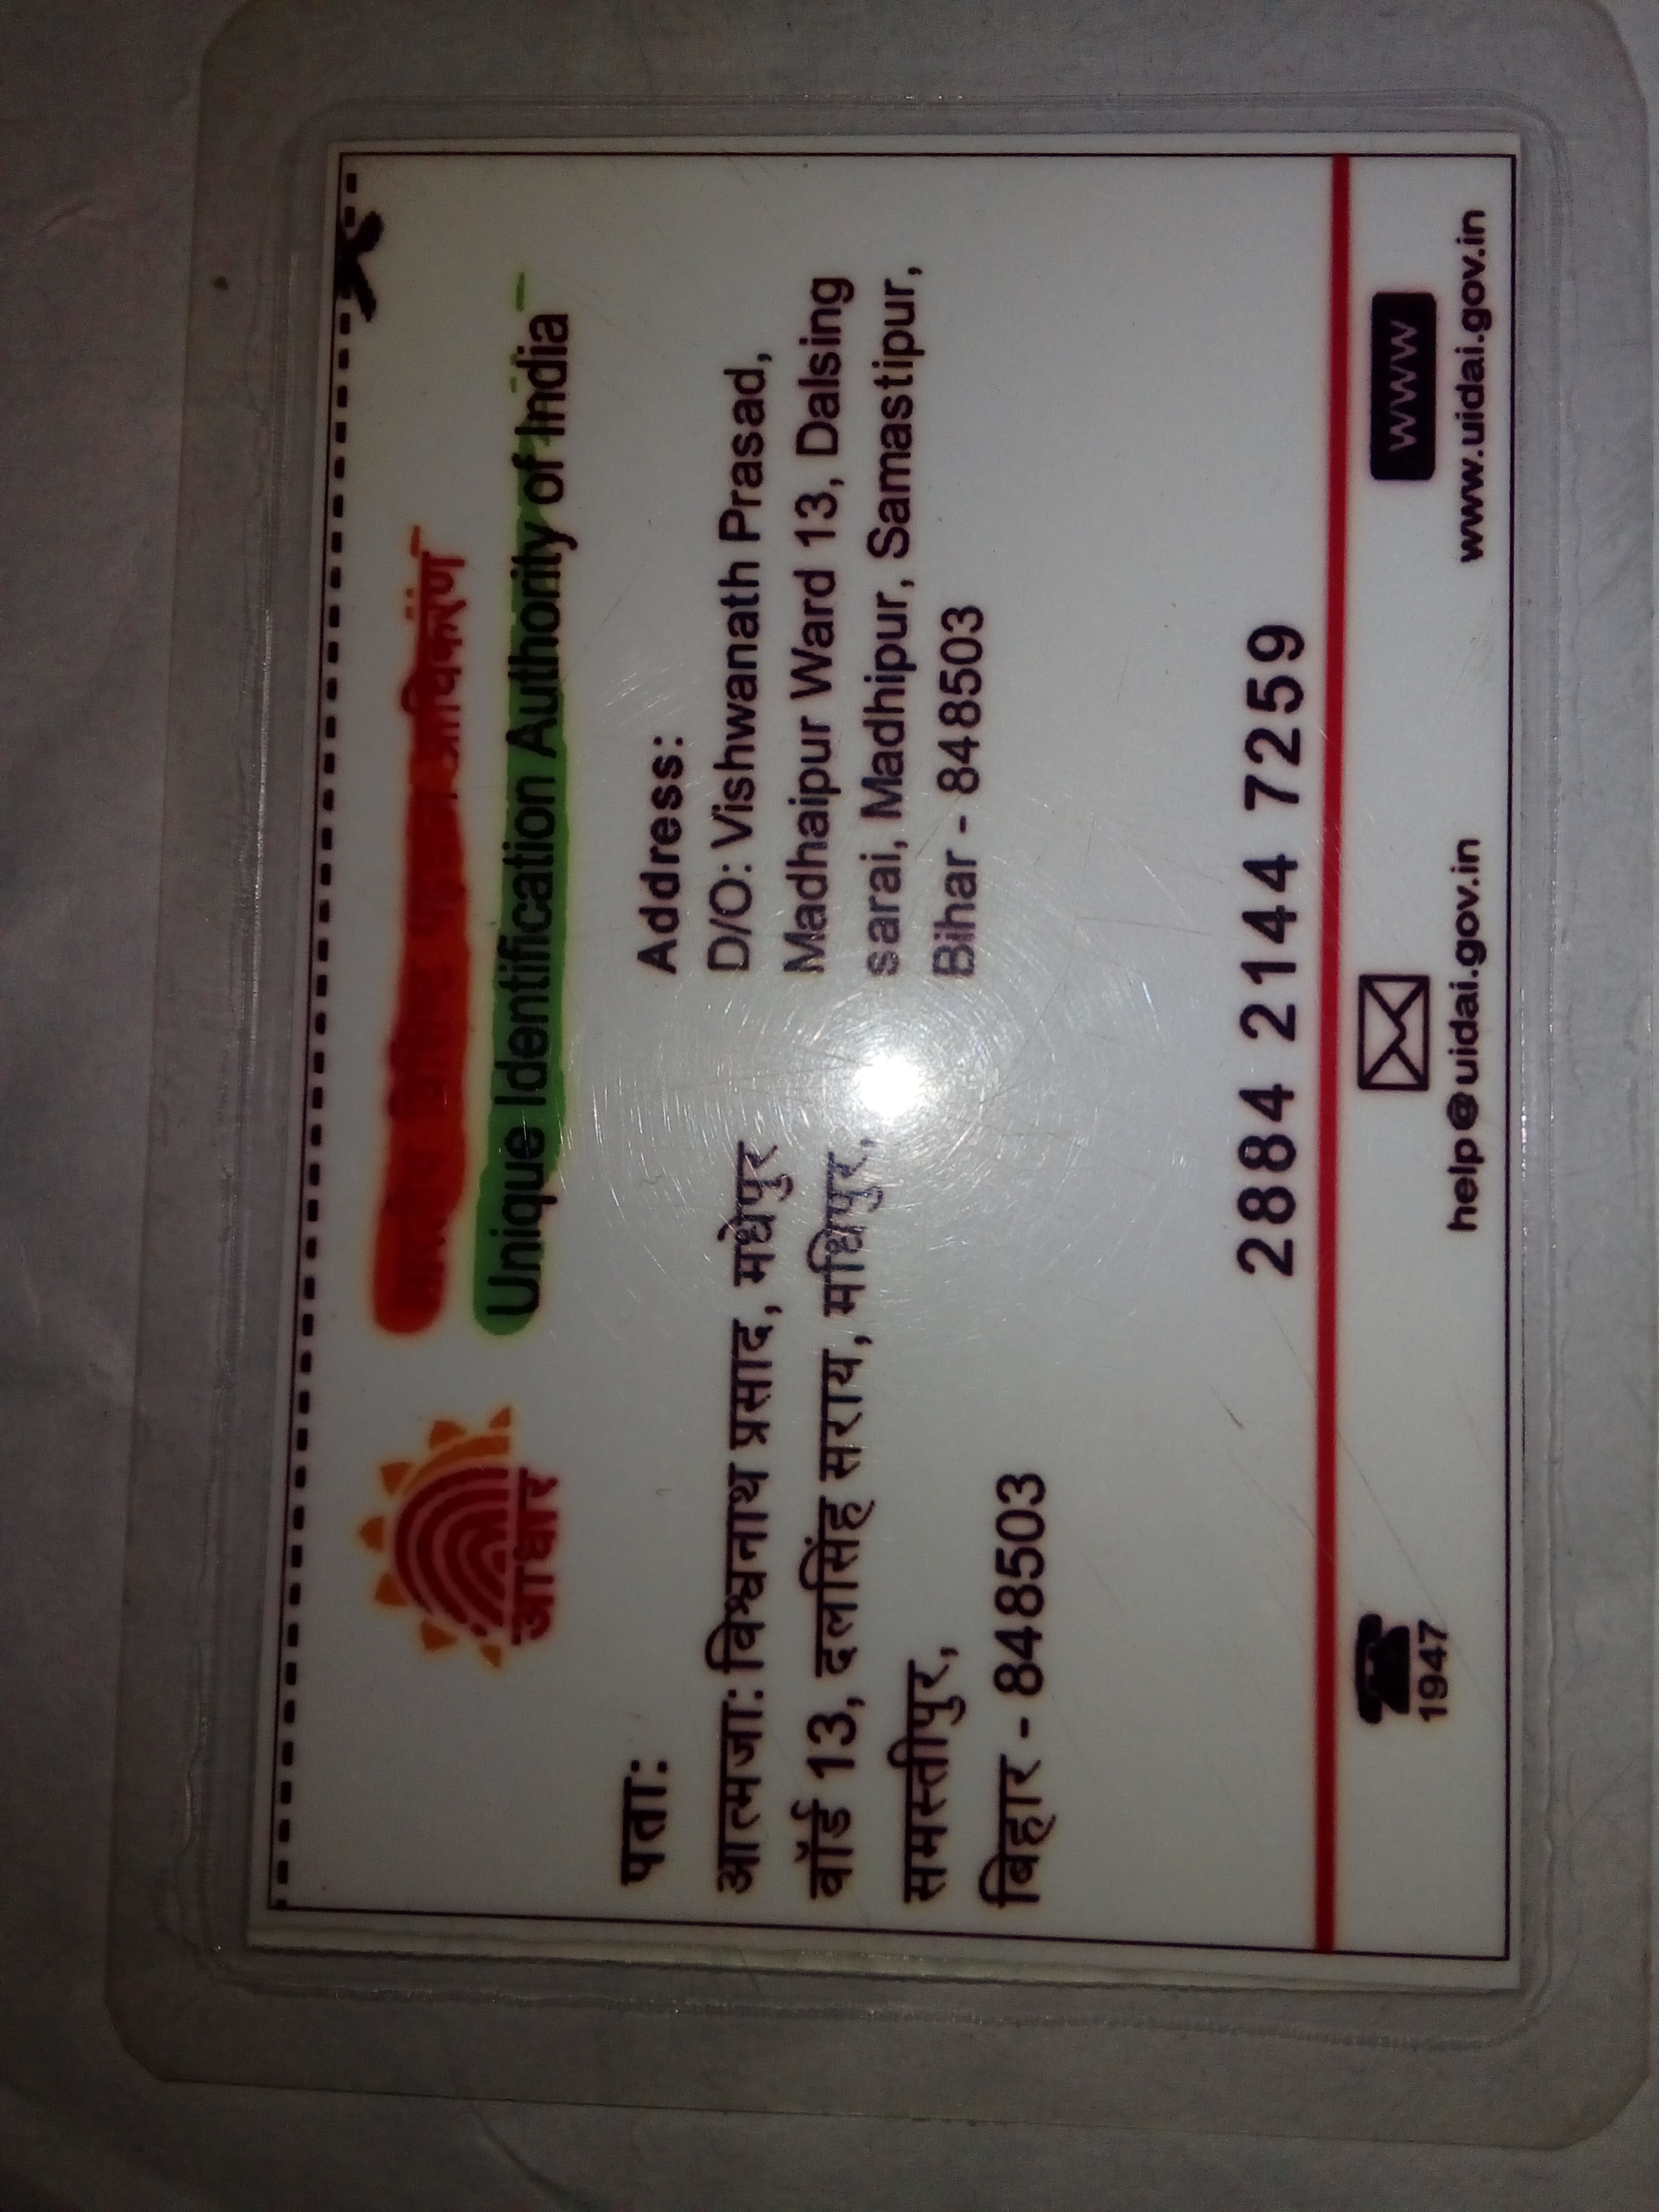 प्राधिकरण
Unique Identification Authority of India
आधार
पता:
आत्मजा: विश्वनाथ प्रसाद, मधेपुर
वॉर्ड 13, दलसिंह सराय, मधिपुर,
समस्तीपुर,
बिहार - 848503
Address:
D/O: Vishwanath Prasad,
Madhaipur Ward 13, Dalsing
sarai, Madhipur, Samastipur,
Bihar - 848503
2884 2144 7259
1947
help@uidai.gov.in
www
www.uidai.gov.in